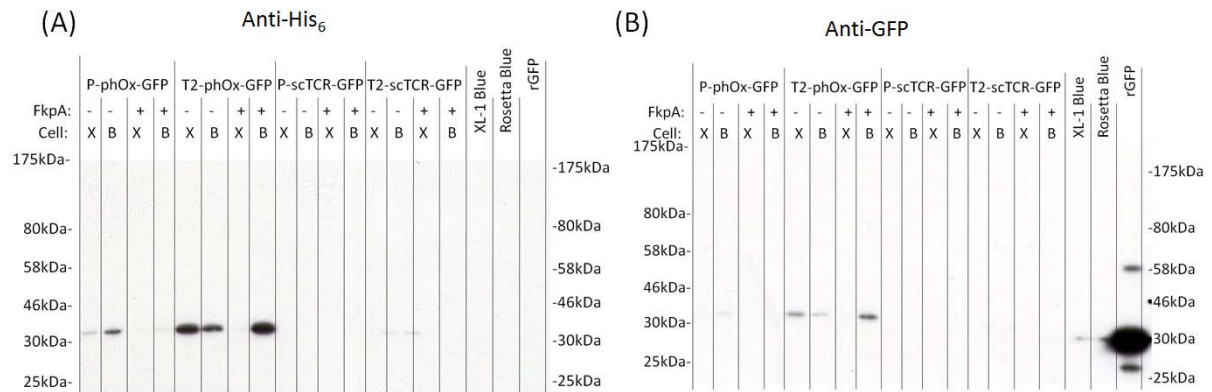 (A) Anti-His6
P-phOx-GFP T2-phOx-GFP P-scTCR-GFP T2-scTCR-GFP XL-1 Blue Rosetta Blue rGFP
FkpA: - - + + - - + + - - + + - - + +
Cell: X B X B X B X B X B X B X B X B
175kDa- -175kDa
80kDa- -80kDa
58kDa- -58kDa
46kDa- -46kDa
30kDa- -30kDa
25kDa- -25kDa
(B) Anti-GFP
P-phOx-GFP T2-phOx-GFP P-scTCR-GFP T2-scTCR-GFP XL-1 Blue Rosetta Blue rGFP
FkpA: - - + + - - + + - - + + - - + +
Cell: X B X B X B X B X B X B X B X B
175kDa- -175kDa
80kDa- -80kDa
58kDa- -58kDa
46kDa- -46kDa
30kDa- -30kDa
25kDa- -25kDa